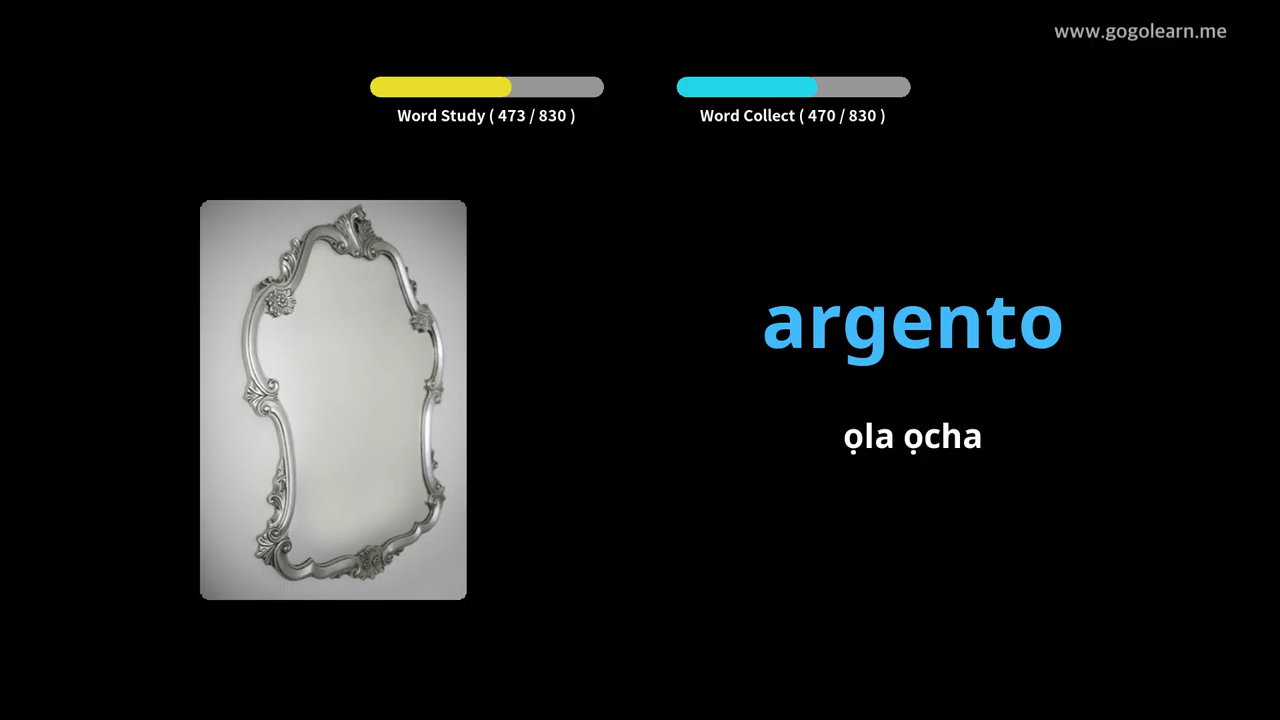 www.gogolearn.me
Word Study ( 473 / 830 )
Word Collect ( 470 / 830 )
argento
ọla ọcha